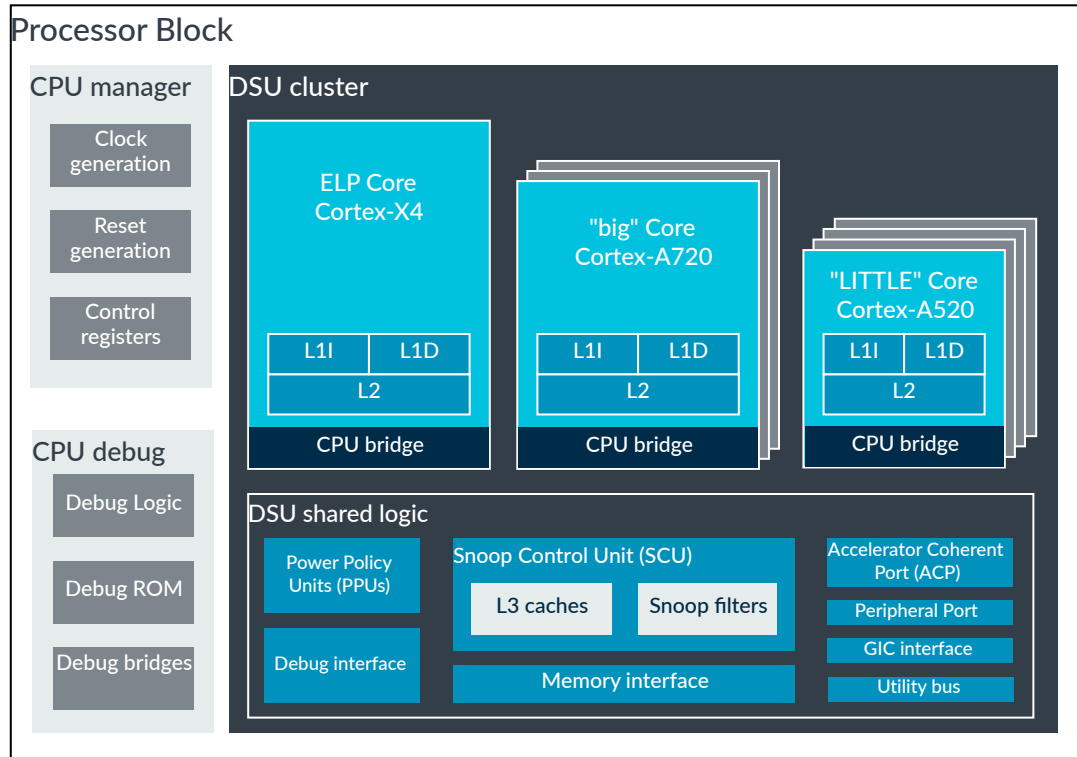 Processor Block
CPU manager
Clock
generation
Reset
generation
Control
registers
CPU debug
Debug Logic
Debug ROM
Debug bridges
DSU cluster
ELP Core
Cortex-X4
L1I
L1D
L2
CPU bridge
"big" Core
Cortex-A720
L1I
L1D
L2
CPU bridge
"LITTLE" Core
Cortex-A520
L1I
L1D
L2
CPU bridge
DSU shared logic
Power Policy
Units (PPUs)
Debug interface
Snoop Control Unit (SCU)
L3 caches
Snoop filters
Memory interface
Accelerator Coherent
Port (ACP)
Peripheral Port
GIC interface
Utility bus